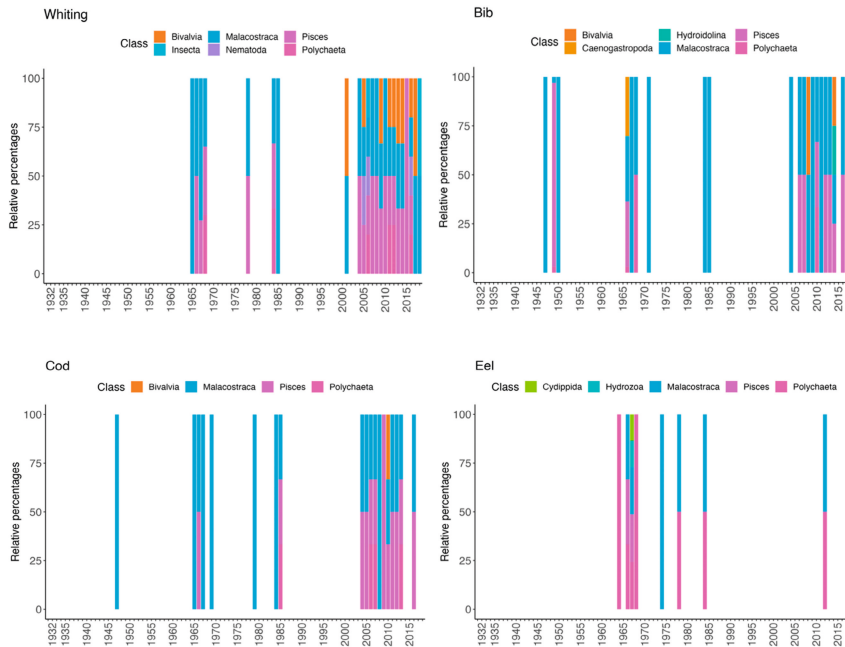 Whiting
Class Bivalvia Malacostraca Pisces
Insecta Nematoda Polychaeta
Relative percentages
100
75
50
25
0
1932 1935 1940 1945 1950 1955 1960 1965 1970 1975 1980 1985 1990 1995 2000 2005 2010 2015
Bib
Class Bivalvia Hydroidolina Pisces
Caenogastropoda Malacostraca Polychaeta
Relative percentages
100
75
50
25
0
1932 1935 1940 1945 1950 1955 1960 1965 1970 1975 1980 1985 1990 1995 2000 2005 2010 2015
Cod
Class Bivalvia Malacostraca Pisces Polychaeta
Relative percentages
100
75
50
25
0
1932 1935 1940 1945 1950 1955 1960 1965 1970 1975 1980 1985 1990 1995 2000 2005 2010 2015
Eel
Class Cydippida Hydrozoa Malacostraca Pisces Polychaeta
Relative percentages
100
75
50
25
0
1932 1935 1940 1945 1950 1955 1960 1965 1970 1975 1980 1985 1990 1995 2000 2005 2010 2015